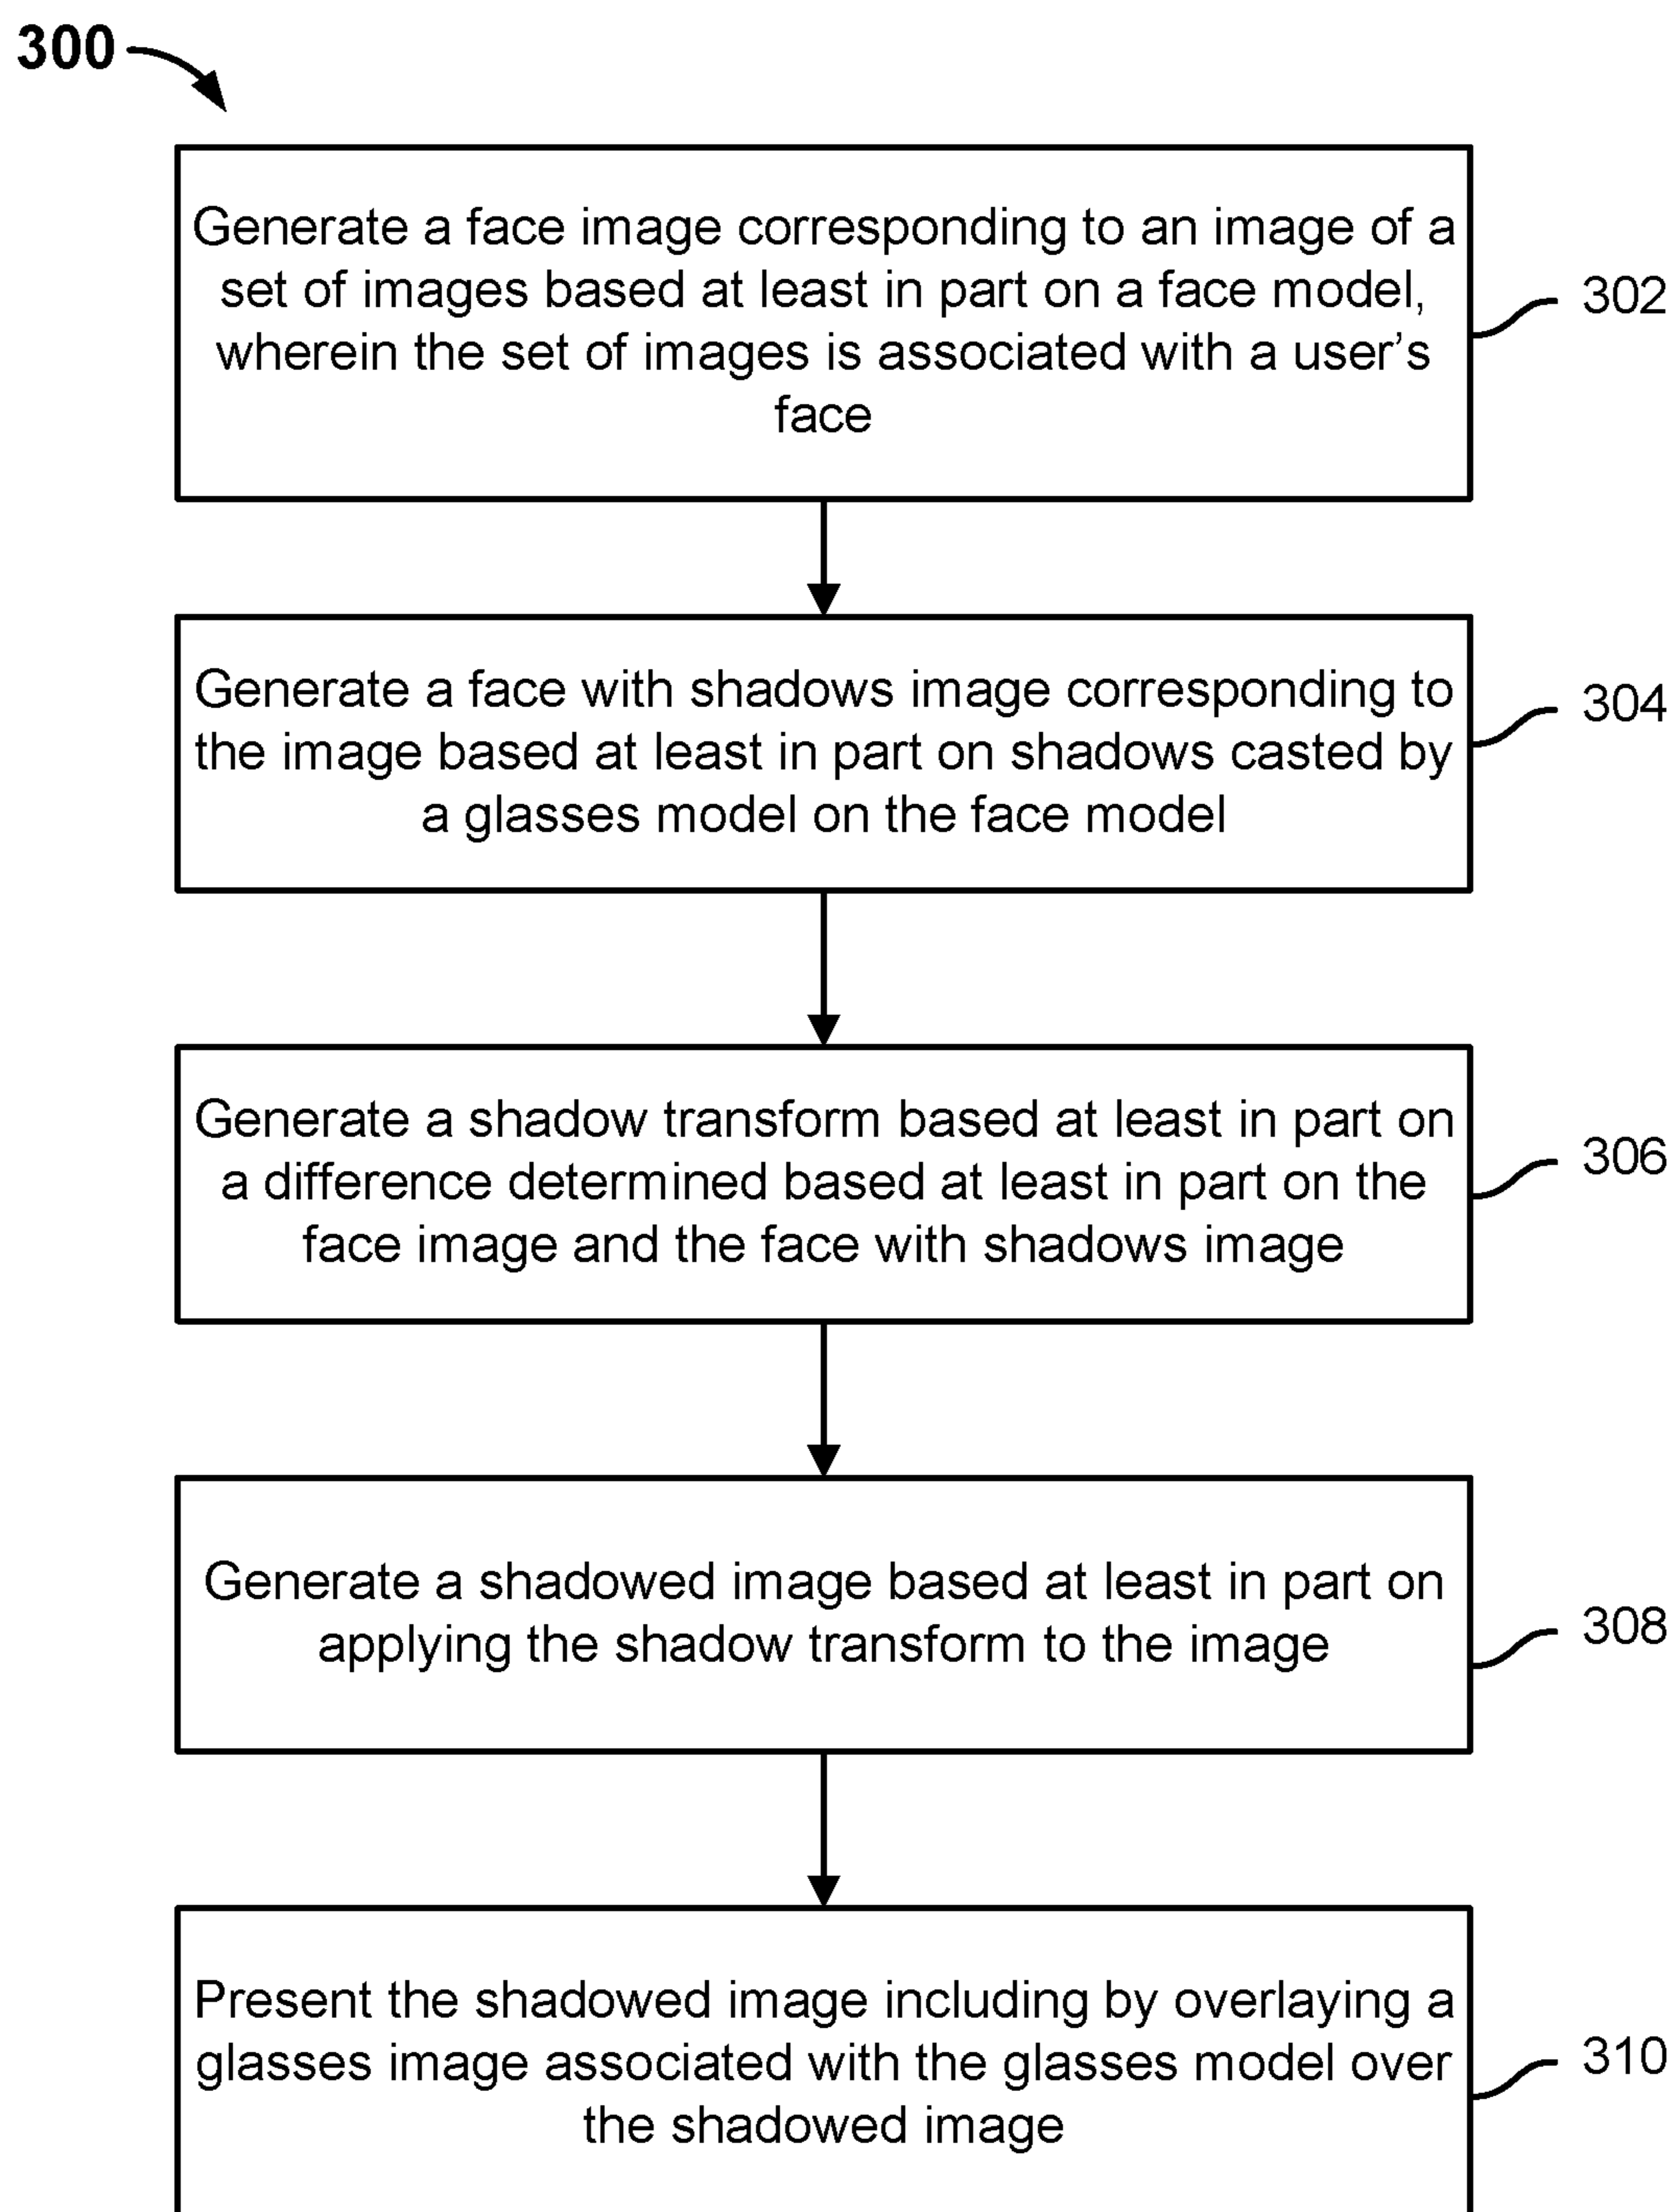 300
Generate a face image corresponding to an image of a
set of images based at least in part on a face model,
wherein the set of images is associated with a user’s
face
302
Generate a face with shadows image corresponding to
the image based at least in part on shadows casted by
a glasses model on the face model
304
Generate a shadow transform based at least in part on
a difference determined based at least in part on the
face image and the face with shadows image
306
Generate a shadowed image based at least in part on
applying the shadow transform to the image
308
Present the shadowed image including by overlaying a
glasses image associated with the glasses model over
the shadowed image
310